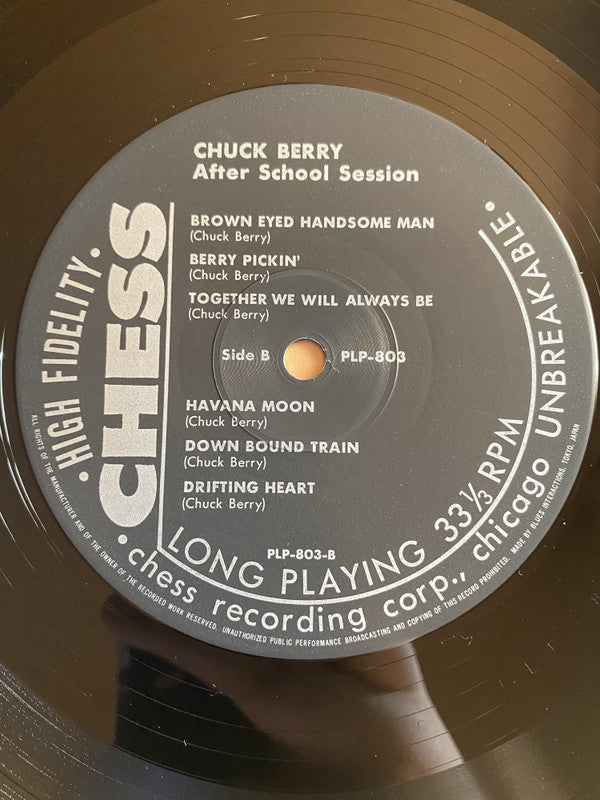 CHUCK BERRY
After School Session
BROWN EYED HANDSOME MAN
(Chuck Berry)
BERRY PICKIN'
(Chuck Berry)
TOGETHER WE WILL ALWAYS BE
(Chuck Berry)
Side B PLP-803
HAVANA MOON
(Chuck Berry)
DOWN BOUND TRAIN
(Chuck Berry)
DRIFTING HEART
(Chuck Berry)
PLP-803-B
• HIGH FIDELITY •
CHESS
LONG PLAYING 33⅓ RPM
• chess recording corp., chicago UNBREAKABLE •
ALL RIGHTS OF THE MANUFACTURER AND OF THE OWNER OF THE RECORDED WORK RESERVED. UNAUTHORIZED PUBLIC PERFORMANCE BROADCASTING AND COPYING OF THIS RECORD PROHIBITED. MADE BY BLUES INTERACTIONS, TOKYO, JAPAN